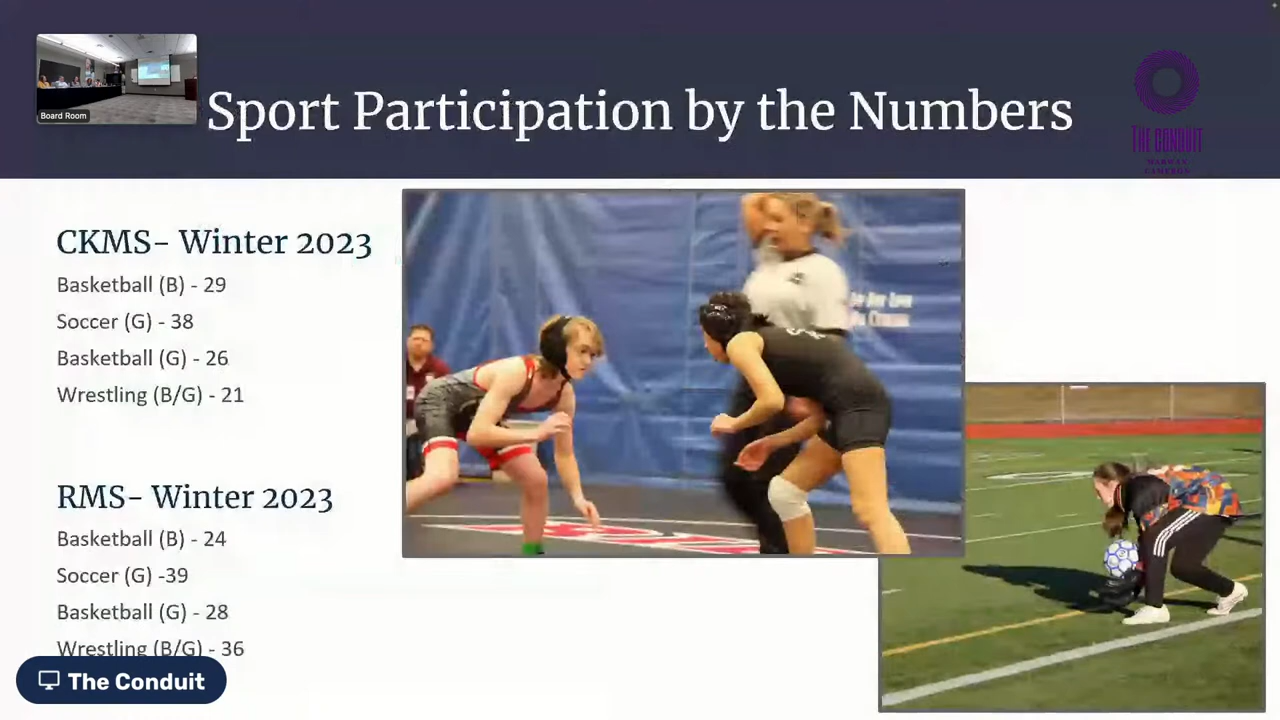 Board Room
Sport Participation by the Numbers
THE CONDUIT
CKMS- Winter 2023
Basketball (B) - 29
Soccer (G) - 38
Basketball (G) - 26
Wrestling (B/G) - 21
RMS- Winter 2023
Basketball (B) - 24
Soccer (G) -39
Basketball (G) - 28
Wrestling (B/G) - 36
The Conduit